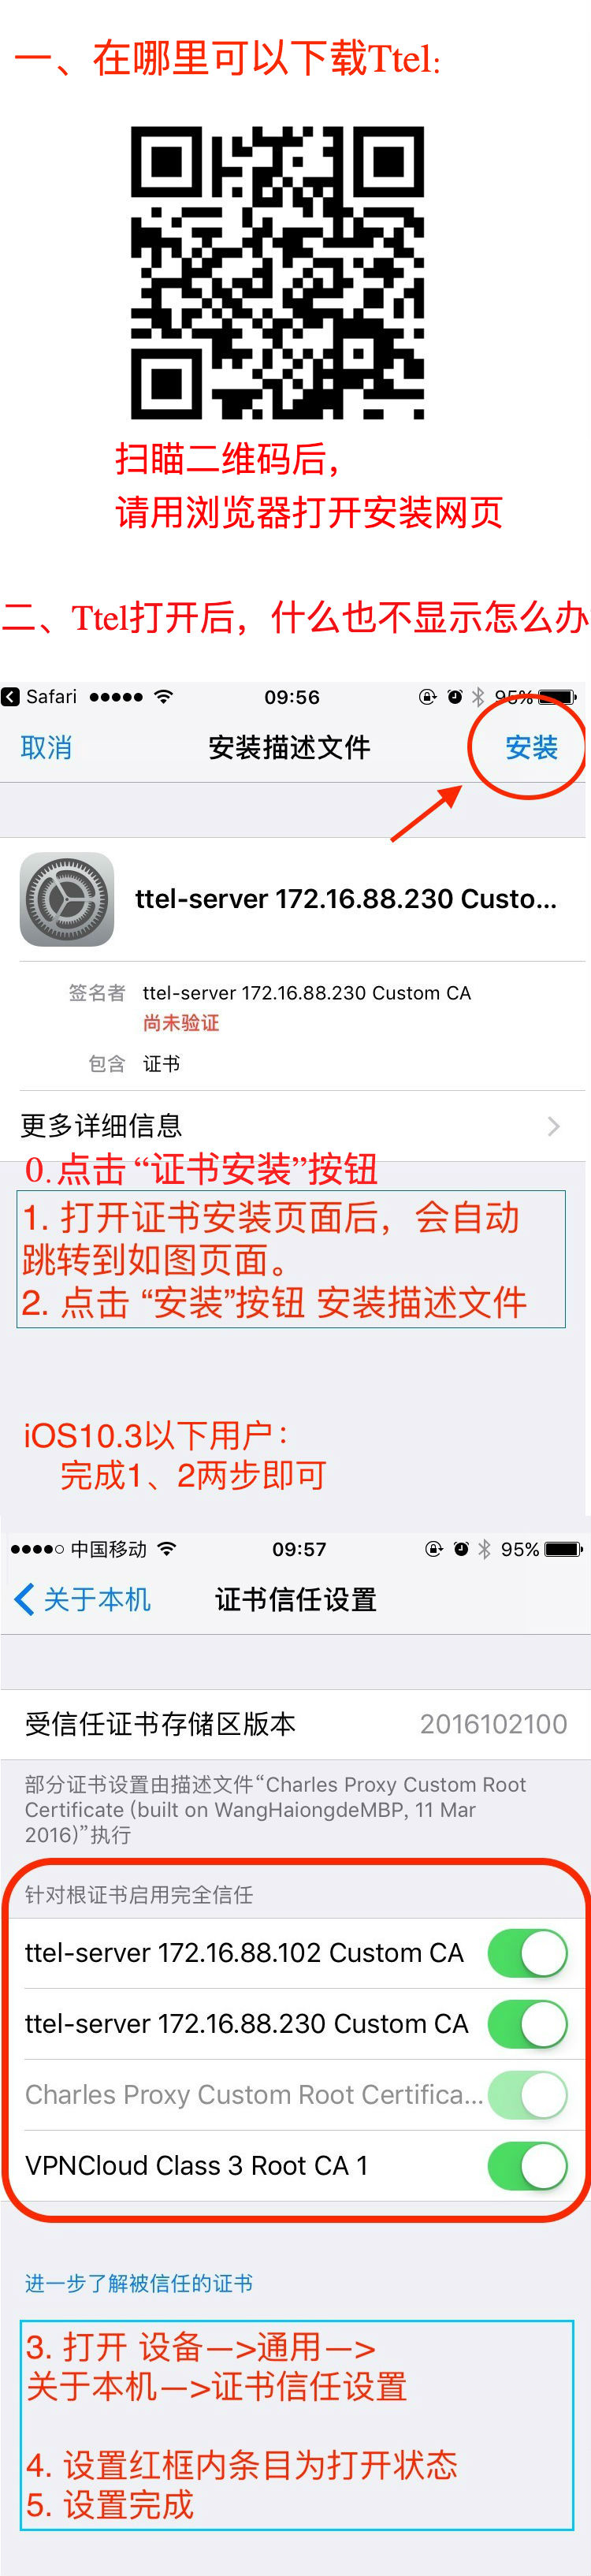 一、在哪里可以下载Ttel:
扫瞄二维码后，
请用浏览器打开安装网页
二、Ttel打开后，什么也不显示怎么办
Safari 09:56 95%
取消 安装描述文件 安装
ttel-server 172.16.88.230 Custo...
签名者 ttel-server 172.16.88.230 Custom CA
尚未验证
包含 证书
更多详细信息
0. 点击 “证书安装”按钮
1. 打开证书安装页面后，会自动
跳转到如图页面。
2. 点击 “安装”按钮 安装描述文件
iOS10.3以下用户：
完成1、2两步即可
中国移动 09:57 95%
关于本机 证书信任设置
受信任证书存储区版本 2016102100
部分证书设置由描述文件“Charles Proxy Custom Root
Certificate (built on WangHaiongdeMBP, 11 Mar
2016)”执行
针对根证书启用完全信任
ttel-server 172.16.88.102 Custom CA
ttel-server 172.16.88.230 Custom CA
Charles Proxy Custom Root Certifica...
VPNCloud Class 3 Root CA 1
进一步了解被信任的证书
3. 打开 设备—>通用—>
关于本机—>证书信任设置
4. 设置红框内条目为打开状态
5. 设置完成